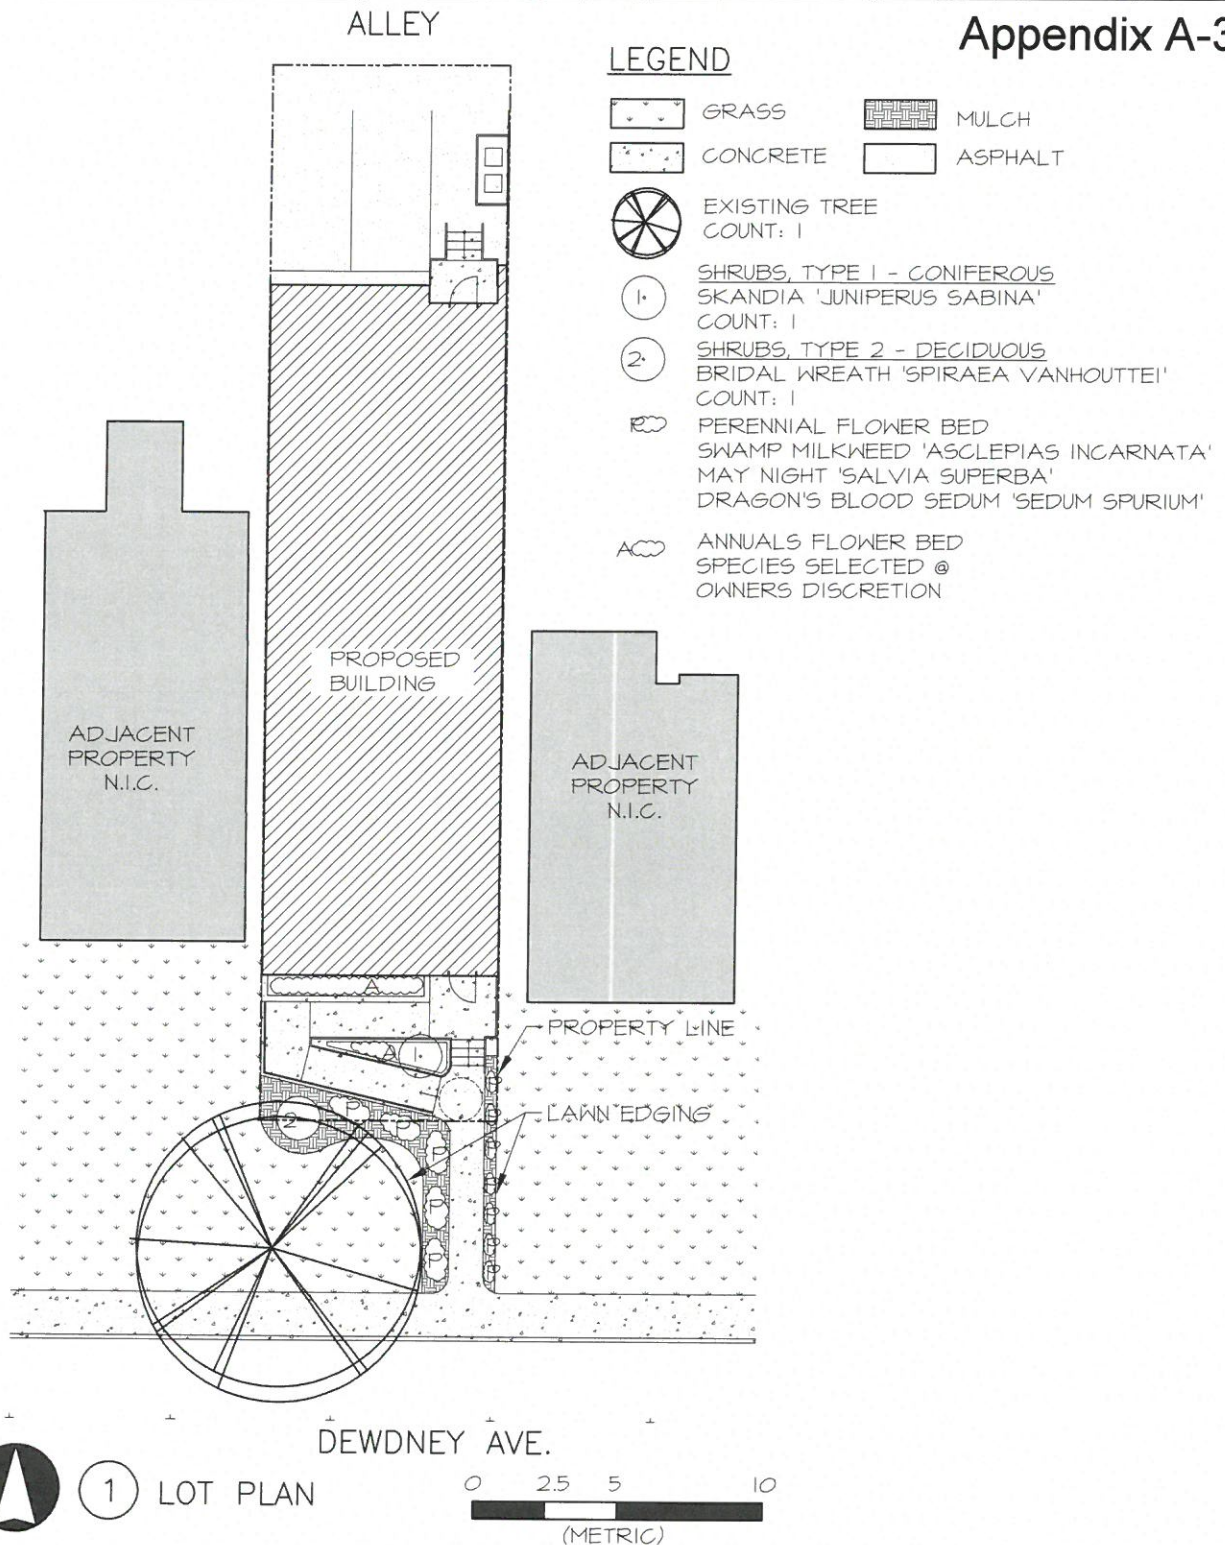 ALLEY
Appendix A-3
LEGEND
GRASS
MULCH
CONCRETE
ASPHALT
EXISTING TREE
COUNT: 1
1
SHRUBS, TYPE 1 - CONIFEROUS
SKANDIA 'JUNIPERUS SABINA'
COUNT: 1
2
SHRUBS, TYPE 2 - DECIDUOUS
BRIDAL WREATH 'SPIRAEA VANHOUTTEI'
COUNT: 1
P
PERENNIAL FLOWER BED
SWAMP MILKWEED 'ASCLEPIAS INCARNATA'
MAY NIGHT 'SALVIA SUPERBA'
DRAGON'S BLOOD SEDUM 'SEDUM SPURIUM'
A
ANNUALS FLOWER BED
SPECIES SELECTED @
OWNERS DISCRETION
PROPOSED
BUILDING
ADJACENT
PROPERTY
N.I.C.
ADJACENT
PROPERTY
N.I.C.
A
PROPERTY LINE
A
1
LAWN EDGING
2
P
P
P
P
P
P
P
P
P
P
P
P
DEWDNEY AVE.
1 LOT PLAN
0 2.5 5 10
(METRIC)